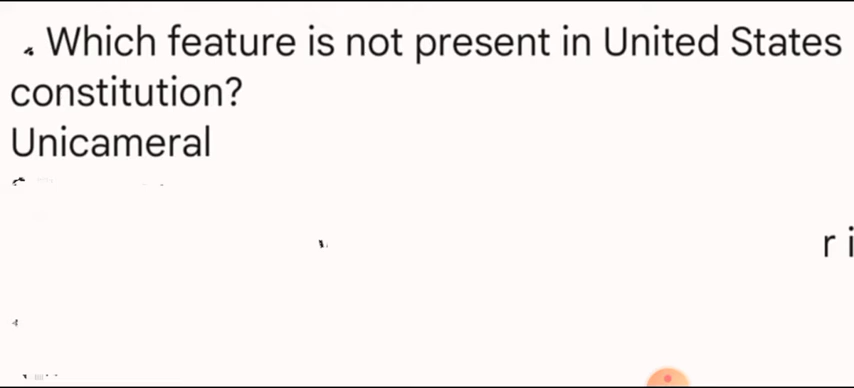 Which feature is not present in United States
constitution?
Unicameral
r i